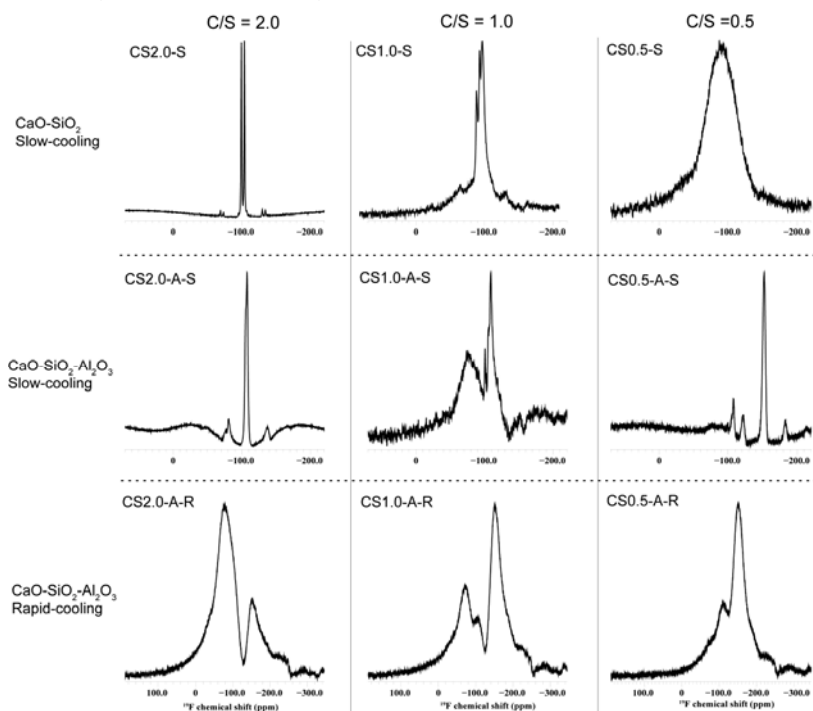 C/S = 2.0 C/S = 1.0 C/S =0.5
CS2.0-S CS1.0-S CS0.5-S
CaO-SiO₂
Slow-cooling
0 −100.0 −200.0 0 −100.0 −200.0 0 −100.0 −200.0
CS2.0-A-S CS1.0-A-S CS0.5-A-S
CaO-SiO₂-Al₂O₃
Slow-cooling
0 −100.0 −200.0 0 −100.0 −200.0 0 −100.0 −200.0
CS2.0-A-R CS1.0-A-R CS0.5-A-R
CaO-SiO₂-Al₂O₃
Rapid-cooling
100.0 0 −100.0 −200.0 −300.0 100.0 0 −100.0 −200.0 −300.0 100.0 0 −100.0 −200.0 −300.0
¹⁹F chemical shift (ppm) ¹⁹F chemical shift (ppm) ¹⁹F chemical shift (ppm)